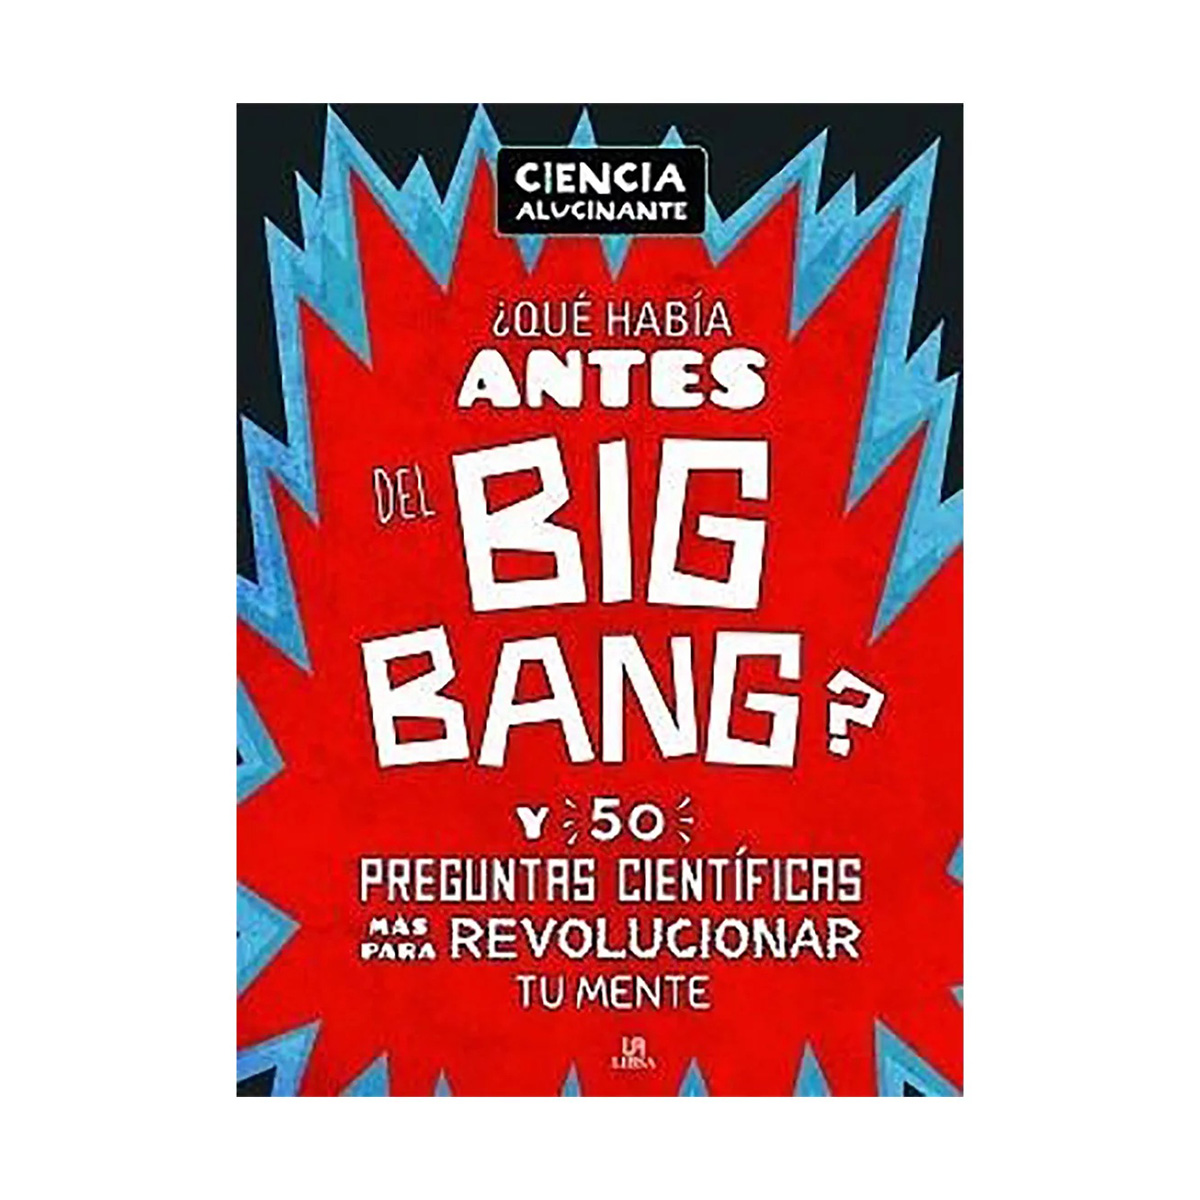 CIENCIA
ALUCINANTE
¿QUÉ HABÍA
ANTES
DEL BIG
BANG?
Y 50
PREGUNTAS CIENTÍFICAS
MÁS PARA REVOLUCIONAR
TU MENTE
LIBSA